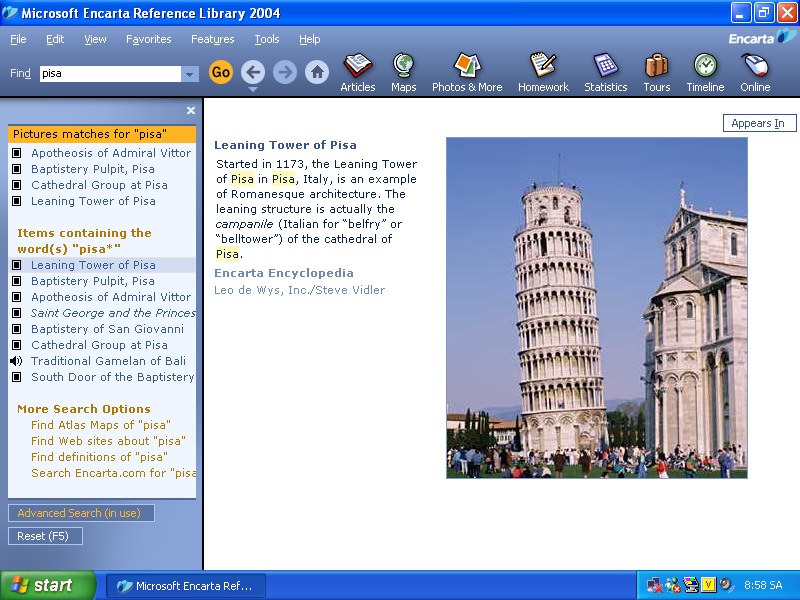 Microsoft Encarta Reference Library 2004
File Edit View Favorites Features Tools Help
Encarta
Find pisa Go
Articles Maps Photos & More Homework Statistics Tours Timeline Online
Appears In
Pictures matches for "pisa"
Apotheosis of Admiral Vittor
Baptistery Pulpit, Pisa
Cathedral Group at Pisa
Leaning Tower of Pisa
Items containing the
word(s) "pisa*"
Leaning Tower of Pisa
Baptistery Pulpit, Pisa
Apotheosis of Admiral Vittor
Saint George and the Princes
Baptistery of San Giovanni
Cathedral Group at Pisa
Traditional Gamelan of Bali
South Door of the Baptistery
More Search Options
Find Atlas Maps of "pisa"
Find Web sites about "pisa"
Find definitions of "pisa"
Search Encarta.com for "pisa
Advanced Search (in use)
Reset (F5)
Leaning Tower of Pisa
Started in 1173, the Leaning Tower
of Pisa in Pisa, Italy, is an example
of Romanesque architecture. The
leaning structure is actually the
campanile (Italian for “belfry” or
“belltower”) of the cathedral of
Pisa.
Encarta Encyclopedia
Leo de Wys, Inc./Steve Vidler
start
Microsoft Encarta Ref...
V
8:58 SA